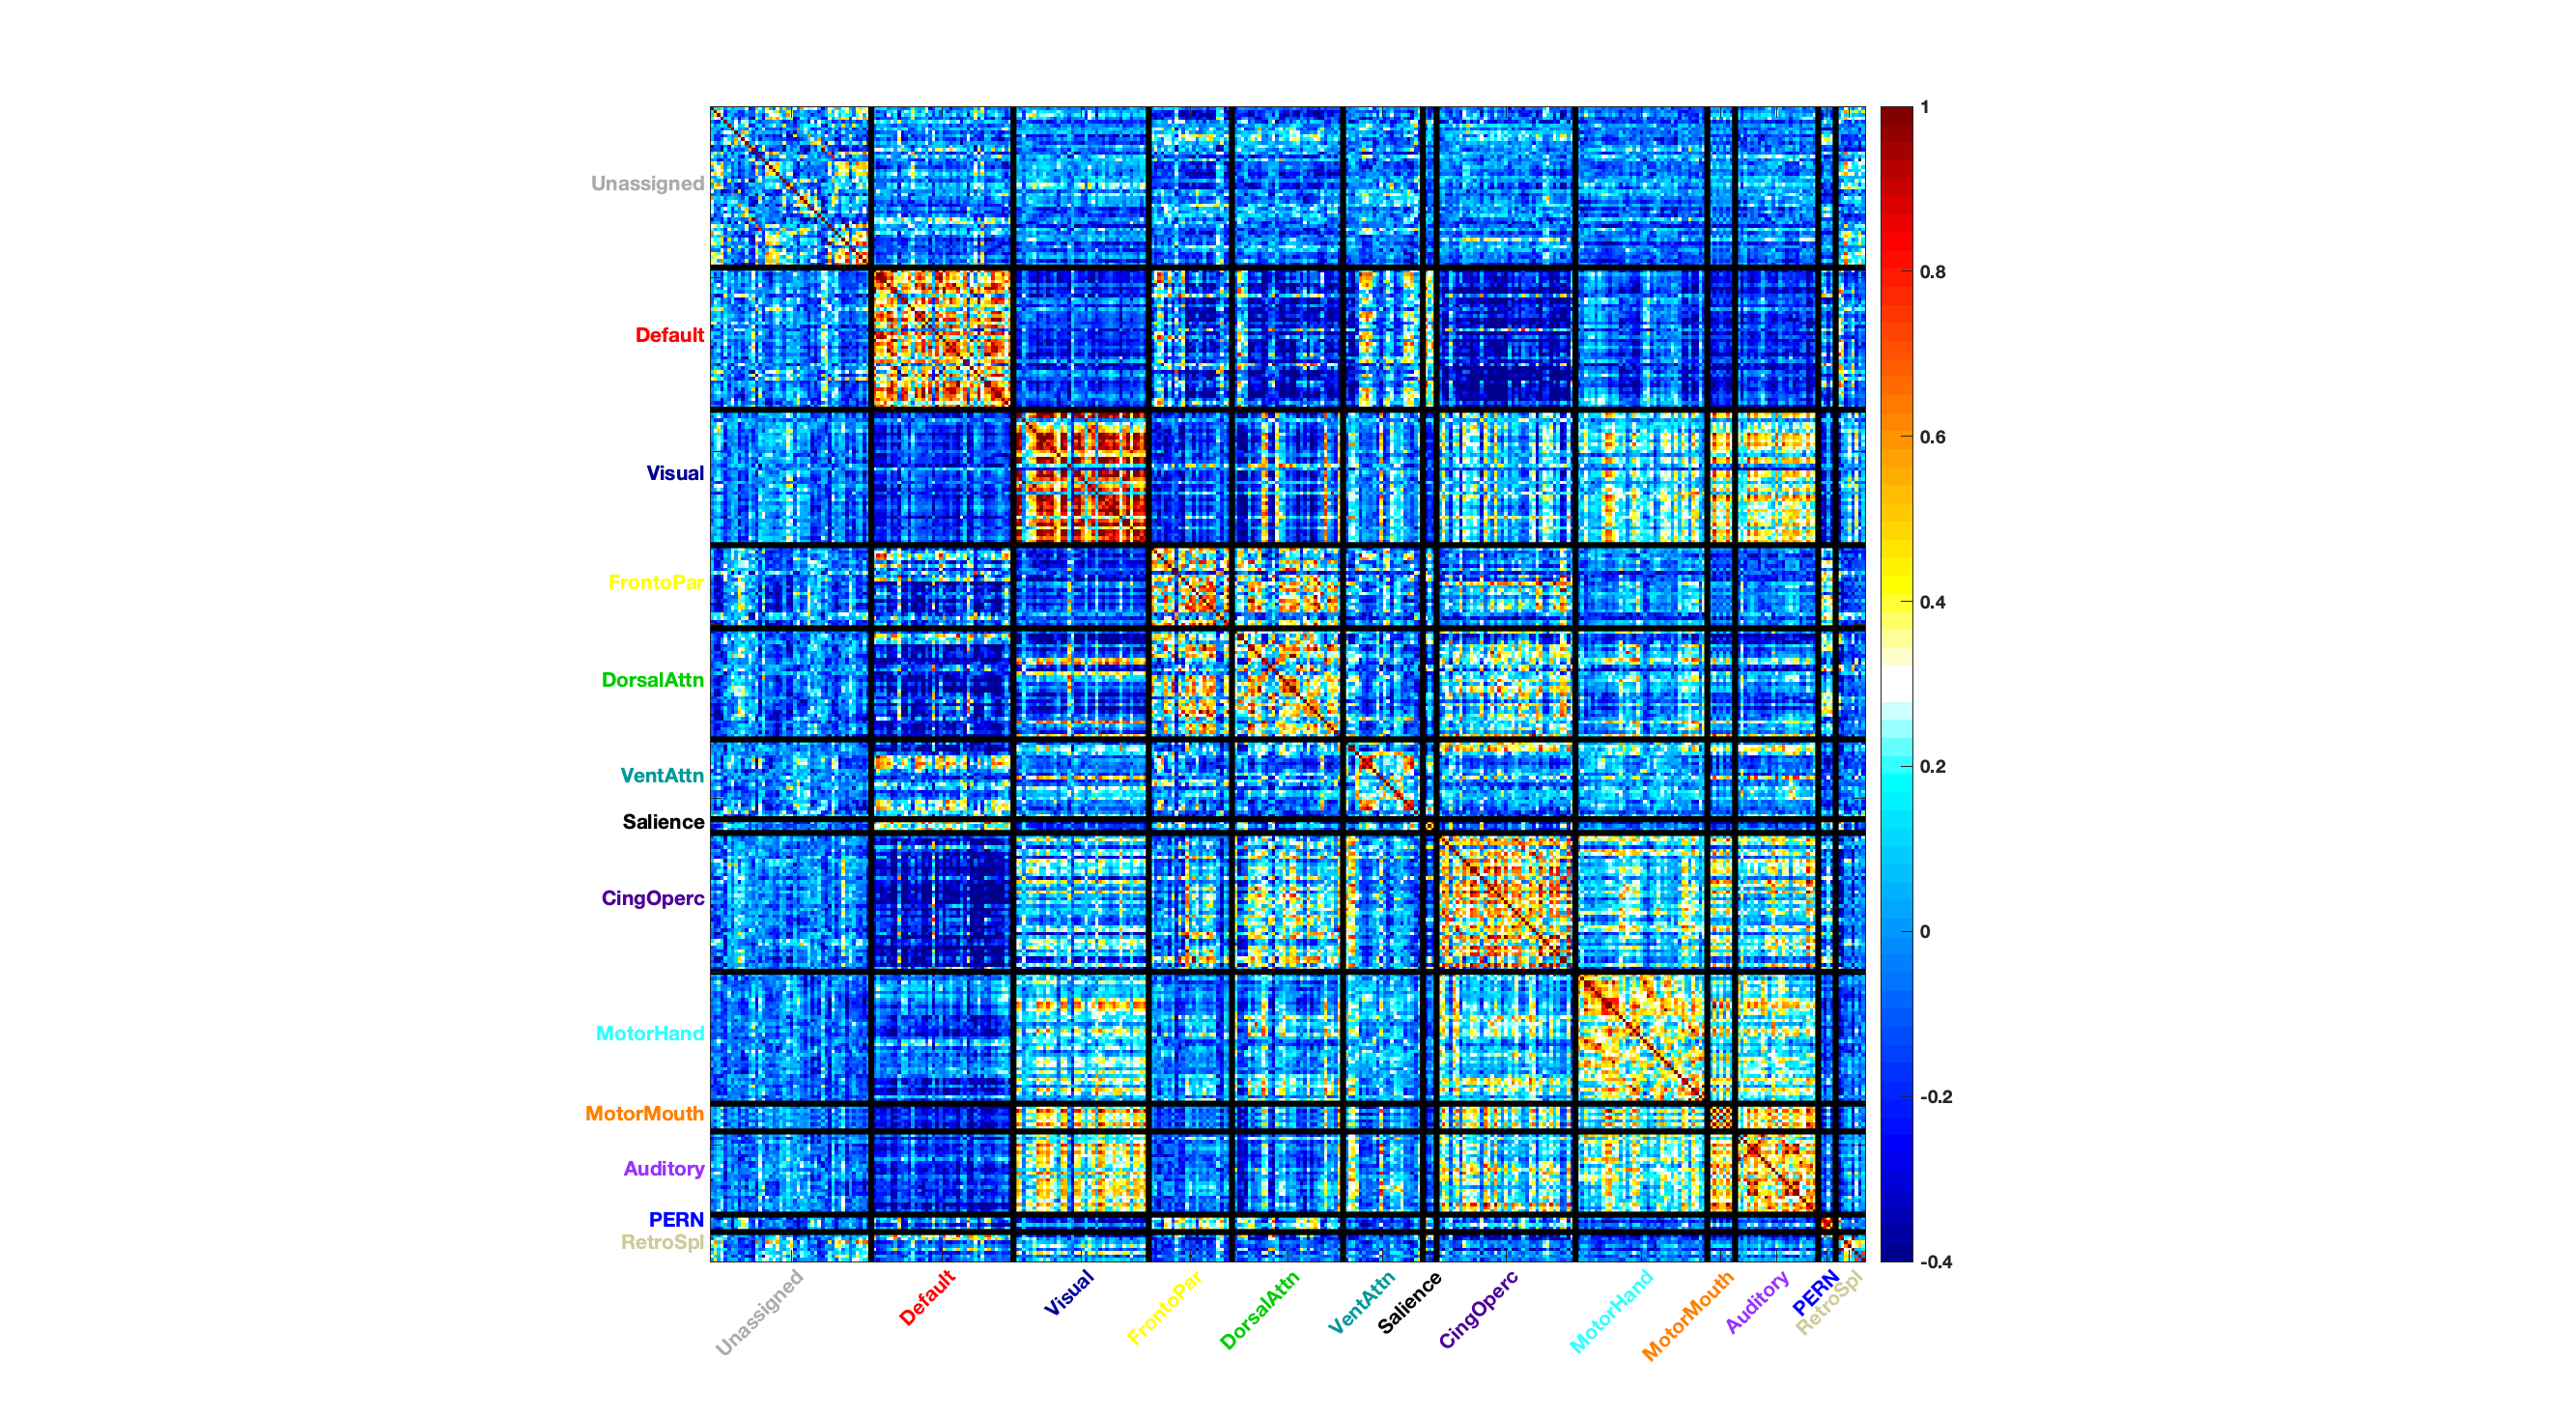 Unassigned
Default
Visual
FrontoPar
DorsalAttn
VentAttn
Salience
CingOperc
MotorHand
MotorMouth
Auditory
PERN
RetroSpl
1
0.8
0.6
0.4
0.2
0
-0.2
-0.4
Unassigned
Default
Visual
FrontoPar
DorsalAttn
VentAttn
Salience
CingOperc
MotorHand
MotorMouth
Auditory
PERN
RetroSpl